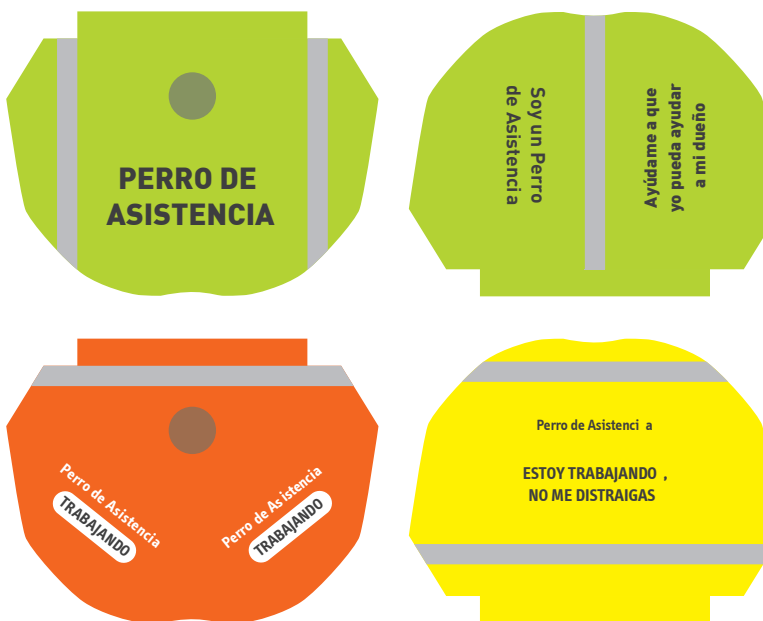 PERRO DE
ASISTENCIA
Soy un Perro
de Asistencia
Ayúdame a que
yo pueda ayudar
a mi dueño
Perro de Asistencia
TRABAJANDO
Perro de As istencia
TRABAJANDO
Perro de Asistenci a
ESTOY TRABAJANDO ,
NO ME DISTRAIGAS